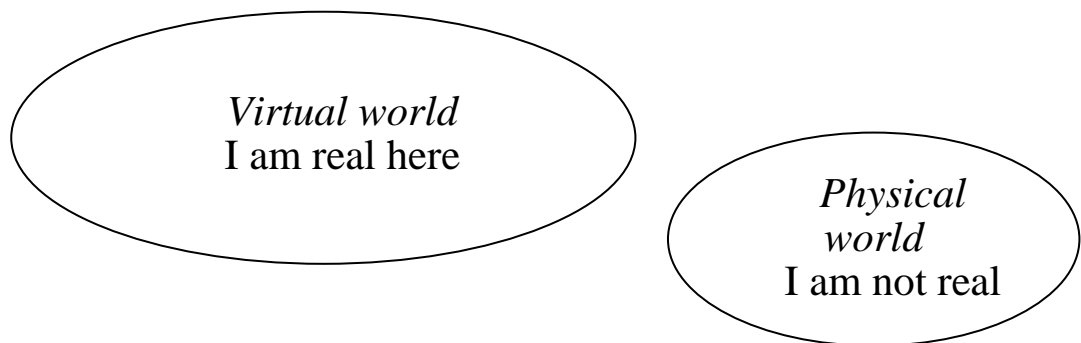 Virtual world
I am real here
Physical
world
I am not real